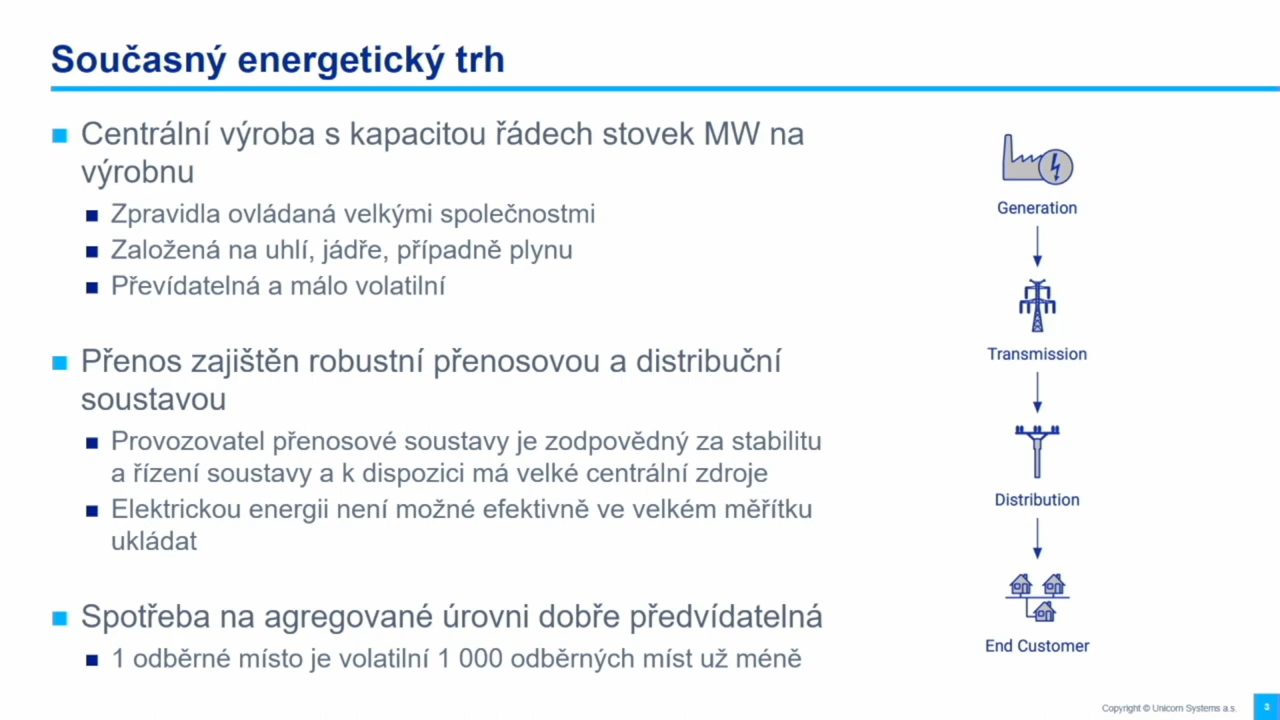 Současný energetický trh
Centrální výroba s kapacitou řádech stovek MW na
výrobnu
Zpravidla ovládaná velkými společnostmi
Založená na uhlí, jádře, případně plynu
Převídatelná a málo volatilní
Přenos zajištěn robustní přenosovou a distribuční
soustavou
Provozovatel přenosové soustavy je zodpovědný za stabilitu
a řízení soustavy a k dispozici má velké centrální zdroje
Elektrickou energii není možné efektivně ve velkém měřítku
ukládat
Spotřeba na agregované úrovni dobře předvídatelná
1 odběrné místo je volatilní 1 000 odběrných míst už méně
Generation
Transmission
Distribution
End Customer
Copyright © Unicorn Systems a.s.
3